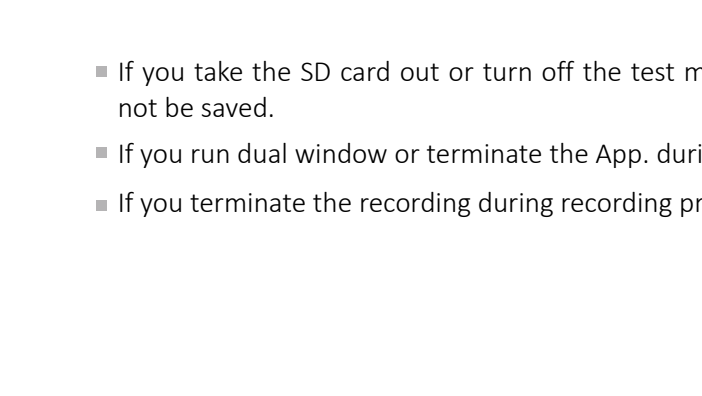 If you take the SD card out or turn off the test
not be saved.
If you run dual window or terminate the App.
If you terminate the recording during recording